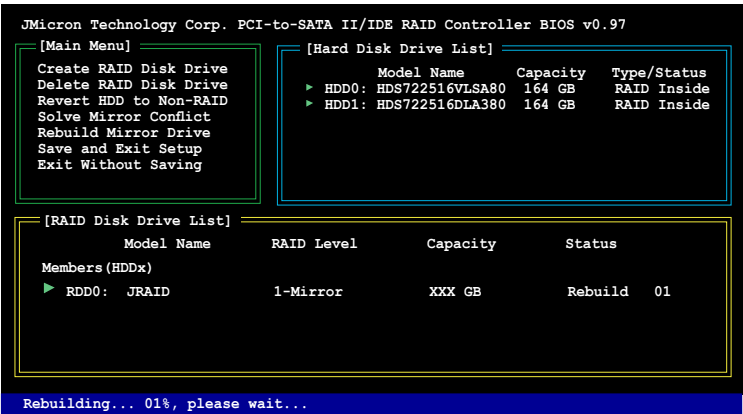 JMicron Technology Corp. PCI-to-SATA II/IDE RAID Controller BIOS v0.97
[Main Menu]
Create RAID Disk Drive
Delete RAID Disk Drive
Revert HDD to Non-RAID
Solve Mirror Conflict
Rebuild Mirror Drive
Save and Exit Setup
Exit Without Saving
[Hard Disk Drive List]
Model Name Capacity Type/Status
HDD0: HDS722516VLSA80 164 GB RAID Inside
HDD1: HDS722516DLA380 164 GB RAID Inside
[RAID Disk Drive List]
Model Name RAID Level Capacity Status
Members(HDDx)
RDD0: JRAID 1-Mirror XXX GB Rebuild 01
Rebuilding... 01%, please wait...